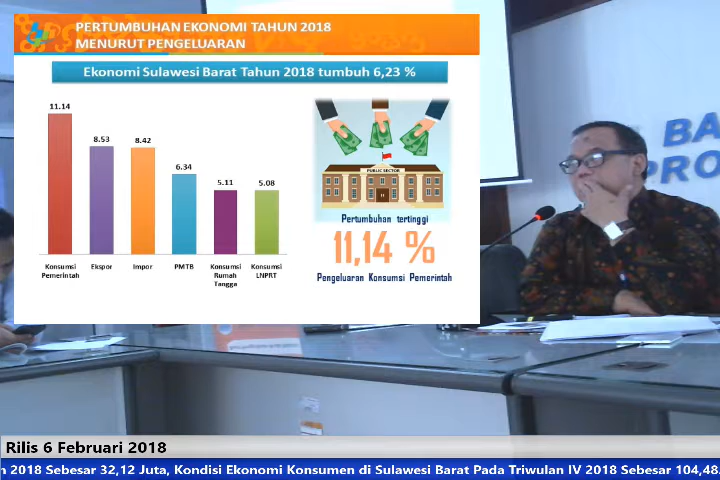 PERTUMBUHAN EKONOMI TAHUN 2018
MENURUT PENGELUARAN
Ekonomi Sulawesi Barat Tahun 2018 tumbuh 6,23 %
11.14
8.53
8.42
6.34
5.11
5.08
Konsumsi Pemerintah
Ekspor
Impor
PMTB
Konsumsi Rumah Tangga
Konsumsi LNPRT
PUBLIC SECTOR
Pertumbuhan tertinggi
11,14 %
Pengeluaran Konsumsi Pemerintah
BA
PRO
Rilis 6 Februari 2018
2018 Sebesar 32,12 Juta, Kondisi Ekonomi Konsumen di Sulawesi Barat Pada Triwulan IV 2018 Sebesar 104,48.